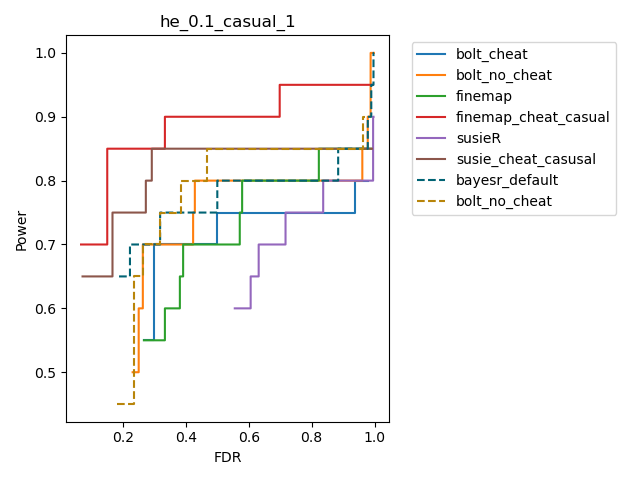 he_0.1_casual_1
1.0
0.9
0.8
0.7
0.6
0.5
Power
0.2
0.4
0.6
0.8
1.0
FDR
bolt_cheat
bolt_no_cheat
finemap
finemap_cheat_casual
susieR
susie_cheat_casusal
bayesr_default
bolt_no_cheat